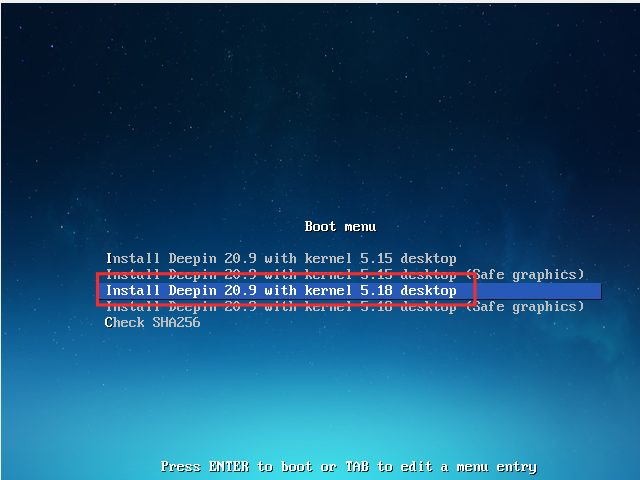 Boot menu
Install Deepin 20.9 with kernel 5.15 desktop
Install Deepin 20.9 with kernel 5.15 desktop (Safe graphics)
Install Deepin 20.9 with kernel 5.18 desktop
Install Deepin 20.9 with kernel 5.18 desktop (Safe graphics)
Check SHA256
Press ENTER to boot or TAB to edit a menu entry